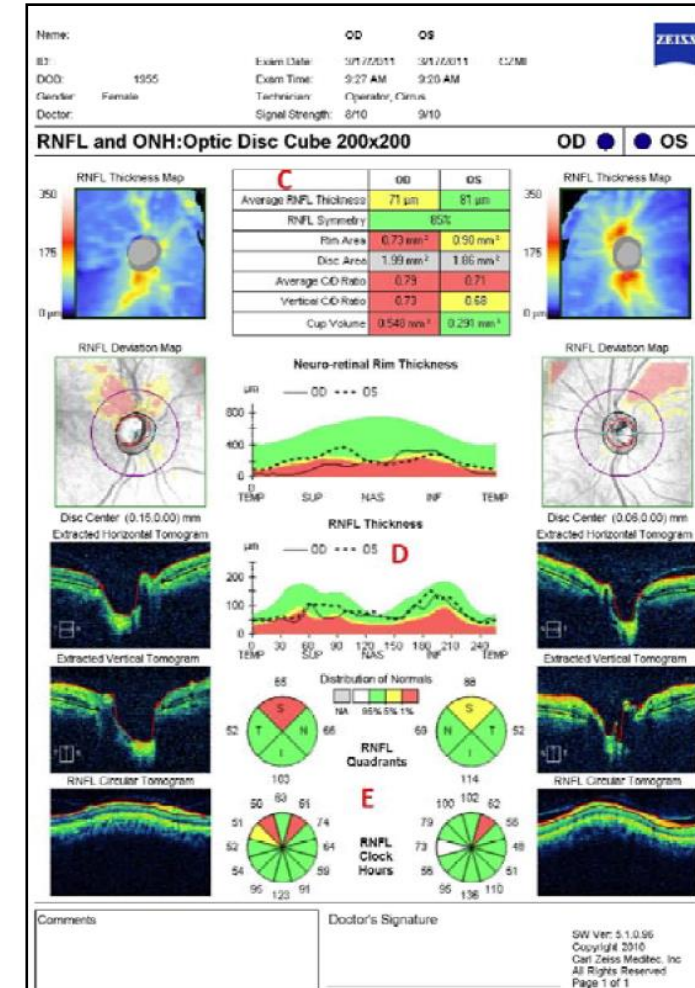 Name: OD OS
ZEISS
ID: Exam Date: 3/17/2011 3/17/2011 CZMI
DOB: 1955 Exam Time: 9:27 AM 9:26 AM
Gender: Female Technician: Operator, Cirrus
Doctor: Signal Strength: 8/10 9/10
RNFL and ONH:Optic Disc Cube 200x200 OD OS
RNFL Thickness Map
350
175
0 µm
C
OD OS
Average RNFL Thickness 71 µm 81 µm
RNFL Symmetry 85%
Rim Area 0.73 mm² 0.90 mm²
Disc Area 1.99 mm² 1.86 mm²
Average C/D Ratio 0.79 0.71
Vertical C/D Ratio 0.73 0.68
Cup Volume 0.548 mm³ 0.291 mm³
RNFL Thickness Map
350
175
0 µm
RNFL Deviation Map
Disc Center (0.15,0.00) mm
Neuro-retinal Rim Thickness
µm OD OS
800
400
0
0
TEMP SUP NAS INF TEMP
RNFL Deviation Map
Disc Center (0.06,0.00) mm
Extracted Horizontal Tomogram
RNFL Thickness
µm OD OS D
200
100
0
0 30 60 90 120 150 180 210 240
TEMP SUP NAS INF TEMP
Extracted Horizontal Tomogram
Extracted Vertical Tomogram
Distribution of Normals
NA 95% 5% 1%
Extracted Vertical Tomogram
S
52 T N 66
I
103
RNFL
Quadrants
88
S
69 N T 52
I
114
RNFL Circular Tomogram
E
RNFL
Clock
Hours
63 51
51 74
52 64
54 59
95 123 91
100 102 62
79 55
73 48
56 51
95 136 110
RNFL Circular Tomogram
Comments
Doctor's Signature
SW Ver: 5.1.0.96
Copyright 2010
Carl Zeiss Meditec, Inc
All Rights Reserved
Page 1 of 1